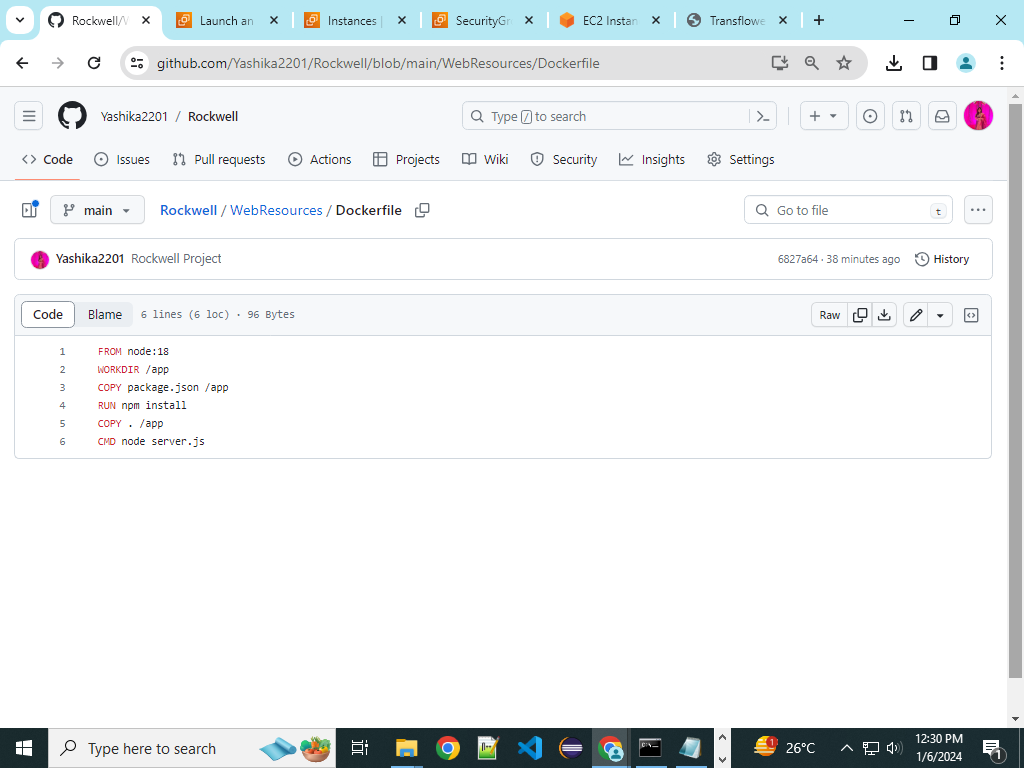 Rockwell/W
Launch an
Instances |
SecurityGr
EC2 Instan
Transflowe
github.com/Yashika2201/Rockwell/blob/main/WebResources/Dockerfile
Yashika2201 / Rockwell
Type / to search
Code
Issues
Pull requests
Actions
Projects
Wiki
Security
Insights
Settings
main
Rockwell / WebResources / Dockerfile
Go to file
t
Yashika2201 Rockwell Project
6827a64 · 38 minutes ago
History
Code
Blame
6 lines (6 loc) · 96 Bytes
Raw
1 FROM node:18
2 WORKDIR /app
3 COPY package.json /app
4 RUN npm install
5 COPY . /app
6 CMD node server.js
Type here to search
1
26°C
12:30 PM
1/6/2024
1